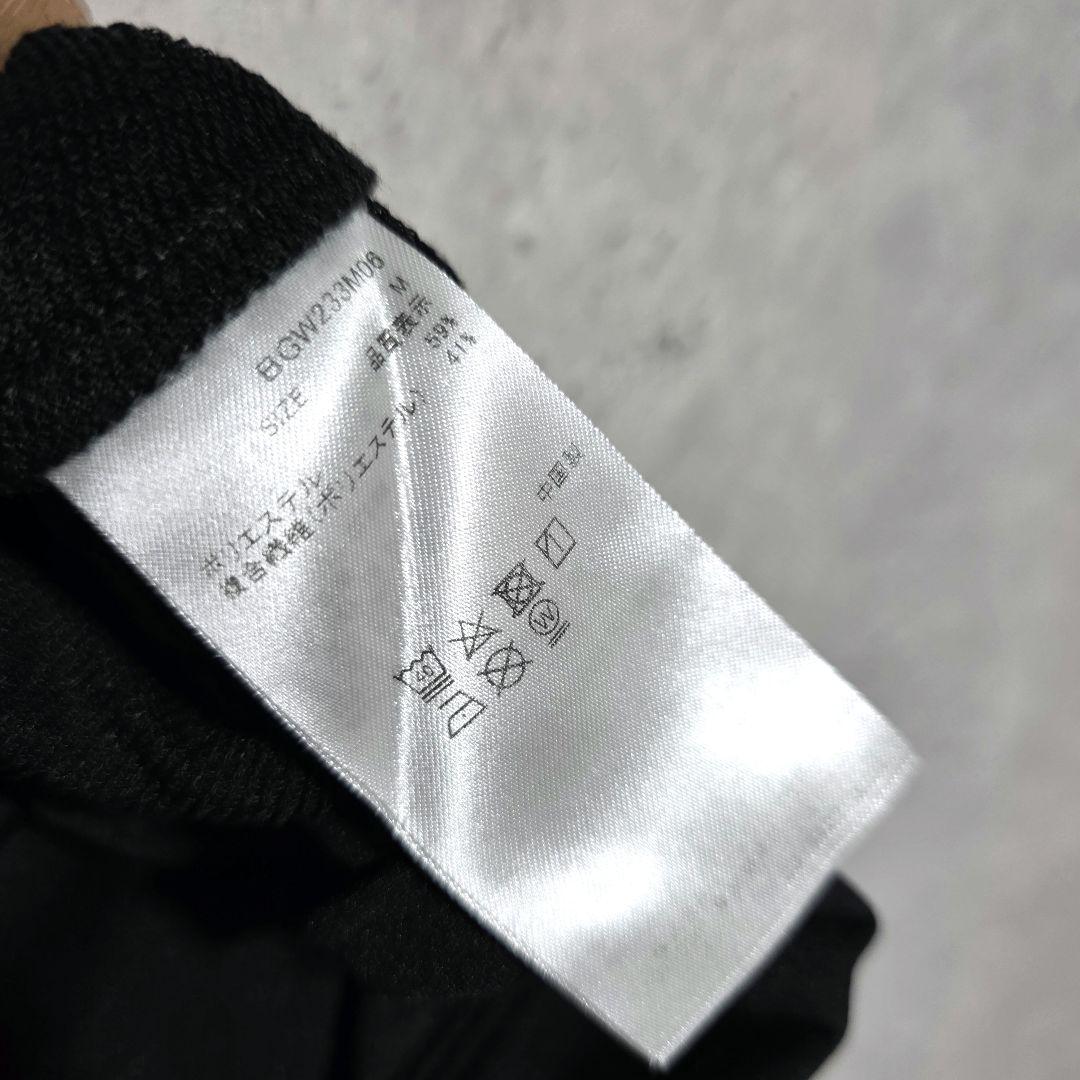 BGW233M06
SIZE M
品質表示
ポリエステル 59%
複合繊維(ポリエステル) 41%
中国製
W